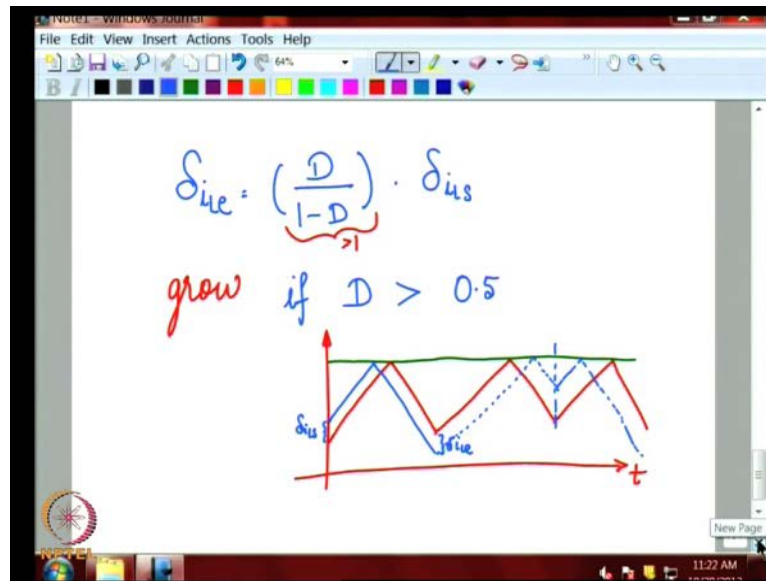 Note1 - Windows Journal
File Edit View Insert Actions Tools Help
64%
B I
δiLe = (D / 1 - D) · δiLs
>1
grow if D > 0.5
δiLs
δiLe
t
New Page
NPTEL
11:22 AM